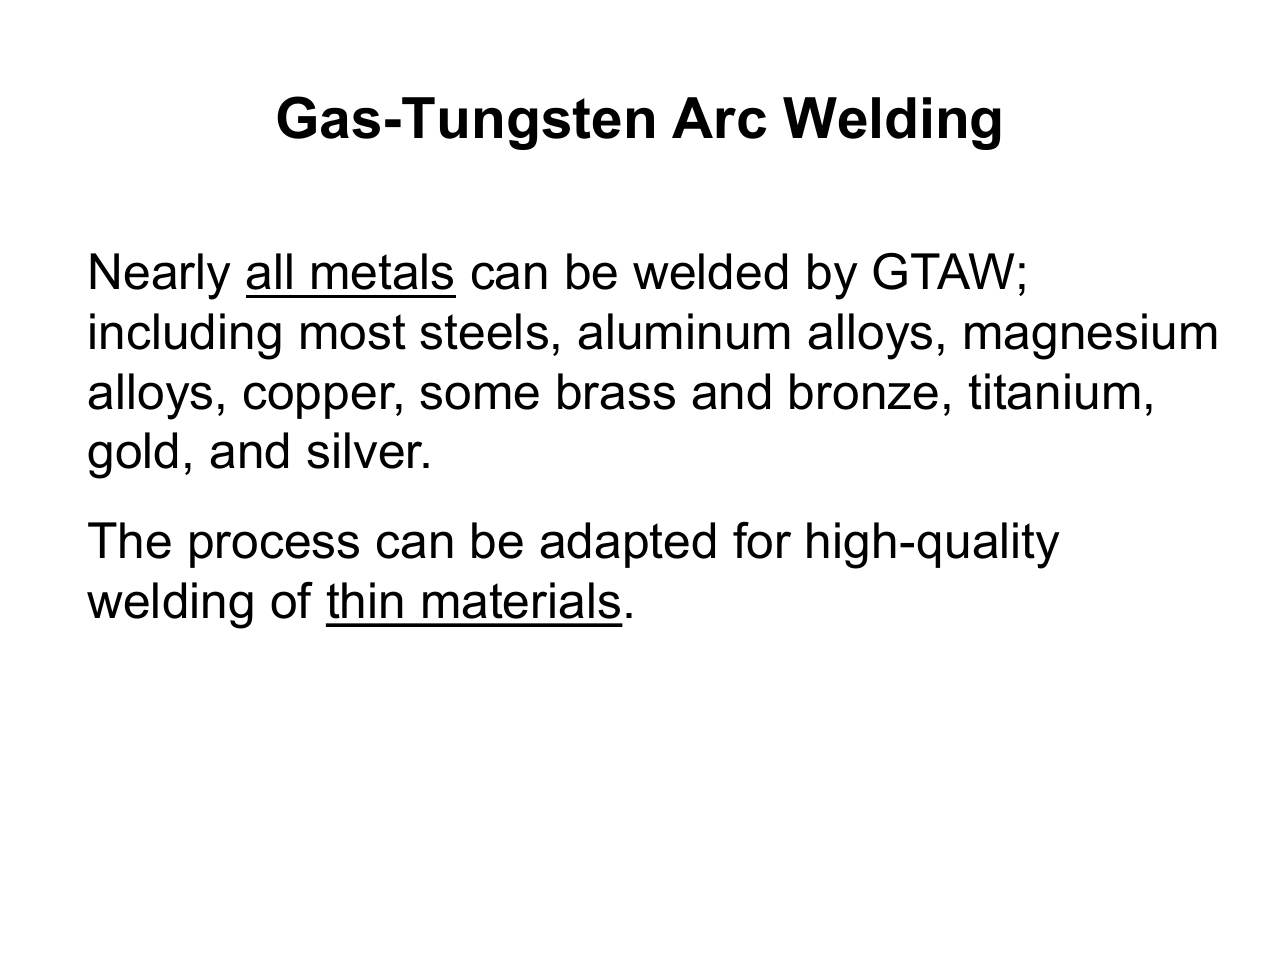 Gas-Tungsten Arc Welding
Nearly all metals can be welded by GTAW;
including most steels, aluminum alloys, magnesium
alloys, copper, some brass and bronze, titanium,
gold, and silver.
The process can be adapted for high-quality
welding of thin materials.